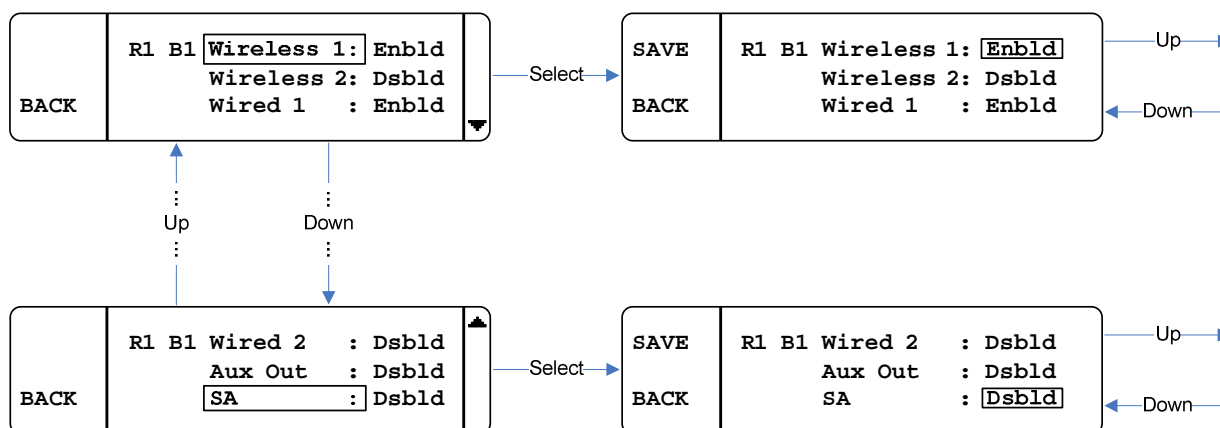 R1 B1 Wireless 1: Enbld
Wireless 2: Dsbld
BACK Wired 1 : Enbld
Select
SAVE R1 B1 Wireless 1: Enbld
Wireless 2: Dsbld
BACK Wired 1 : Enbld
Up
Down
Up
Down
R1 B1 Wired 2 : Dsbld
Aux Out : Dsbld
BACK SA : Dsbld
Select
SAVE R1 B1 Wired 2 : Dsbld
Aux Out : Dsbld
BACK SA : Dsbld
Up
Down